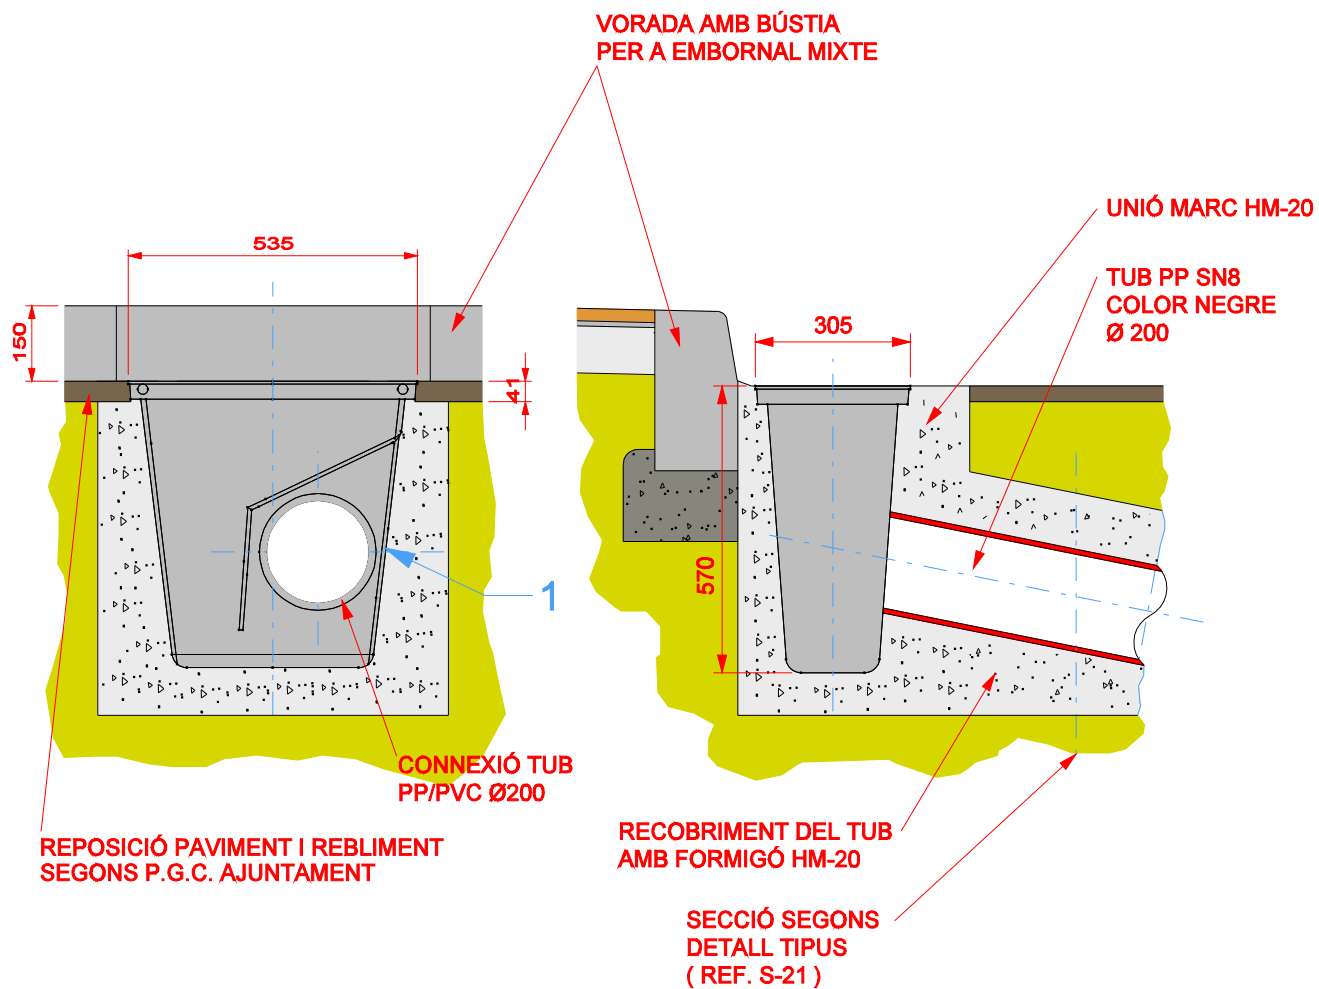 VORADA AMB BÚSTIA
PER A EMBORNAL MIXTE
UNIÓ MARC HM-20
535
TUB PP SN8
COLOR NEGRE
Ø 200
305
150
41
570
1
CONNEXIÓ TUB
PP/PVC Ø200
REPOSICIÓ PAVIMENT I REBLIMENT
SEGONS P.G.C. AJUNTAMENT
RECOBRIMENT DEL TUB
AMB FORMIGÓ HM-20
SECCIÓ SEGONS
DETALL TIPUS
( REF. S-21 )